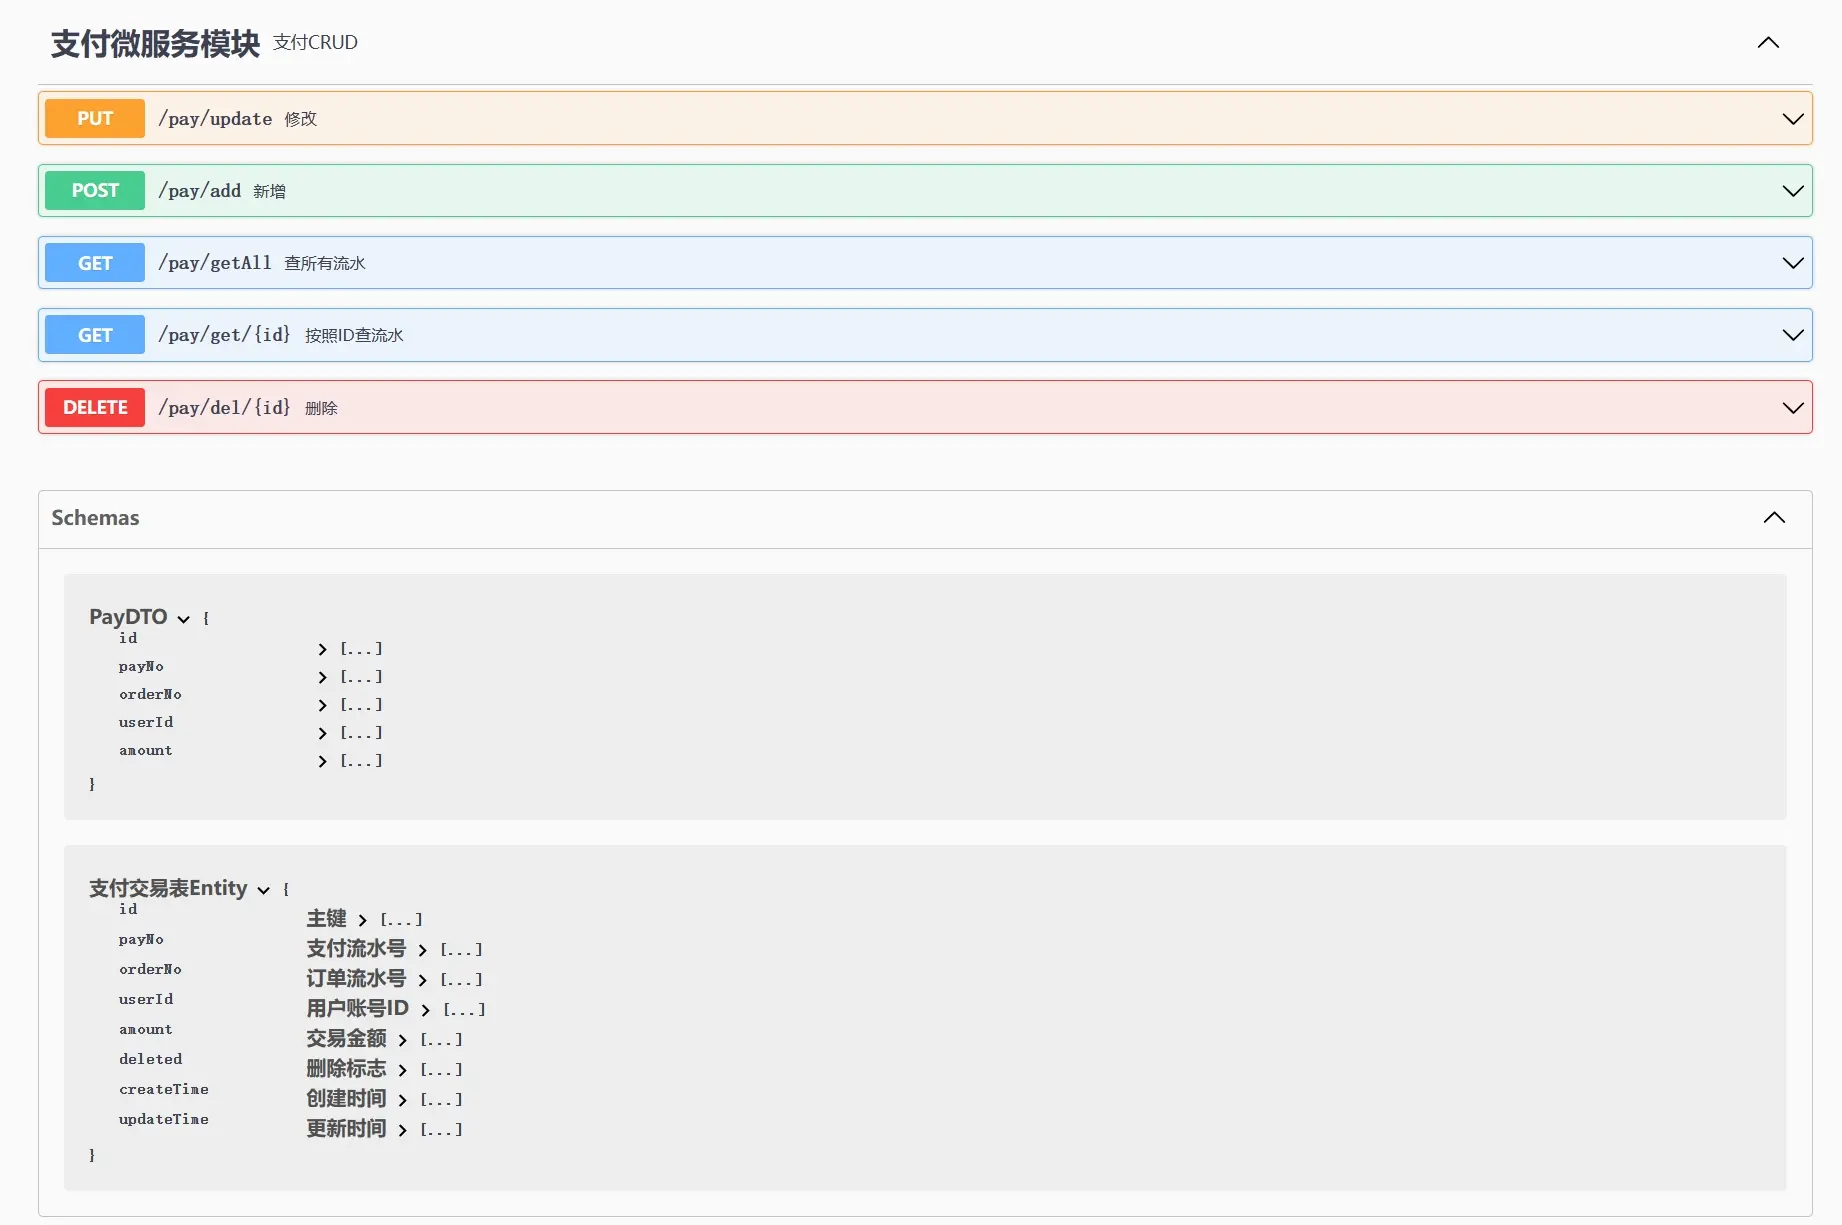 支付微服务模块 支付CRUD
PUT /pay/update 修改
POST /pay/add 新增
GET /pay/getAll 查所有流水
GET /pay/get/{id} 按照ID查流水
DELETE /pay/del/{id} 删除
Schemas
PayDTO {
id [...]
payNo [...]
orderNo [...]
userId [...]
amount [...]
}
支付交易表Entity {
id 主键 [...]
payNo 支付流水号 [...]
orderNo 订单流水号 [...]
userId 用户账号ID [...]
amount 交易金额 [...]
deleted 删除标志 [...]
createTime 创建时间 [...]
updateTime 更新时间 [...]
}